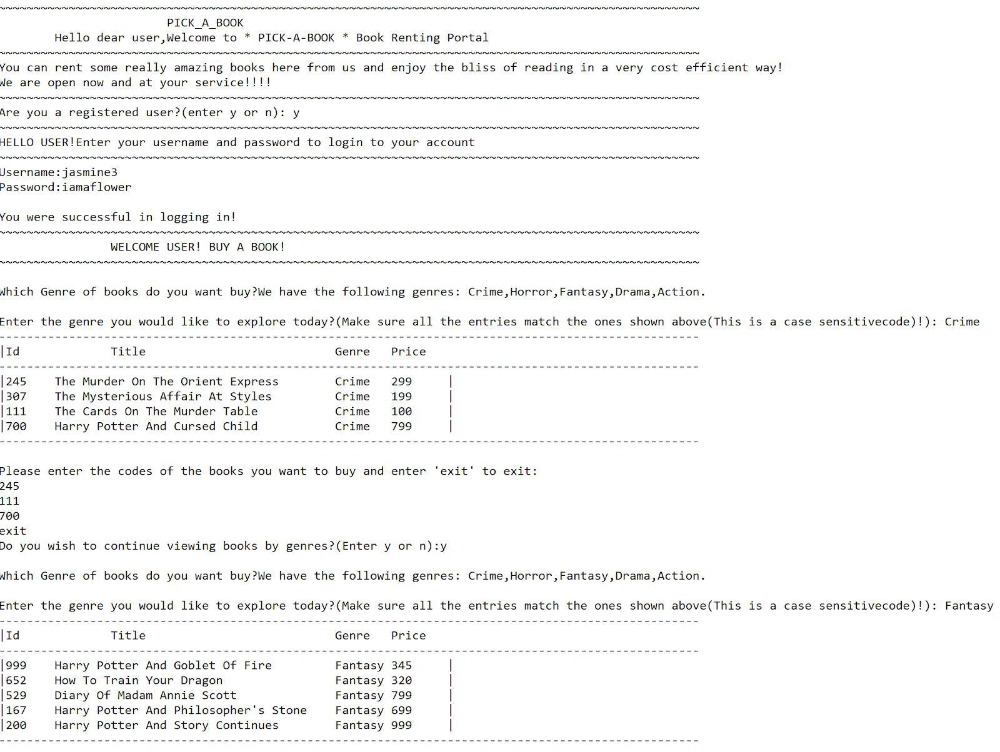 ~~~~~~~~~~~~~~~~~~~~~~~~~~~~~~~~~~~~~~~~~~~~~~~~~~~~~~~~~~~~~~~~~~~~~~~~~~~~~~~~~~~~~~~~~~~~~~~~~~~~
PICK_A_BOOK
Hello dear user,Welcome to * PICK-A-BOOK * Book Renting Portal
~~~~~~~~~~~~~~~~~~~~~~~~~~~~~~~~~~~~~~~~~~~~~~~~~~~~~~~~~~~~~~~~~~~~~~~~~~~~~~~~~~~~~~~~~~~~~~~~~~~~
You can rent some really amazing books here from us and enjoy the bliss of reading in a very cost efficient way!
We are open now and at your service!!!!
~~~~~~~~~~~~~~~~~~~~~~~~~~~~~~~~~~~~~~~~~~~~~~~~~~~~~~~~~~~~~~~~~~~~~~~~~~~~~~~~~~~~~~~~~~~~~~~~~~~~
Are you a registered user?(enter y or n): y
~~~~~~~~~~~~~~~~~~~~~~~~~~~~~~~~~~~~~~~~~~~~~~~~~~~~~~~~~~~~~~~~~~~~~~~~~~~~~~~~~~~~~~~~~~~~~~~~~~~~
HELLO USER!Enter your username and password to login to your account
~~~~~~~~~~~~~~~~~~~~~~~~~~~~~~~~~~~~~~~~~~~~~~~~~~~~~~~~~~~~~~~~~~~~~~~~~~~~~~~~~~~~~~~~~~~~~~~~~~~~
Username:jasmine3
Password:iamaflower
You were successful in logging in!
~~~~~~~~~~~~~~~~~~~~~~~~~~~~~~~~~~~~~~~~~~~~~~~~~~~~~~~~~~~~~~~~~~~~~~~~~~~~~~~~~~~~~~~~~~~~~~~~~~~~
WELCOME USER! BUY A BOOK!
~~~~~~~~~~~~~~~~~~~~~~~~~~~~~~~~~~~~~~~~~~~~~~~~~~~~~~~~~~~~~~~~~~~~~~~~~~~~~~~~~~~~~~~~~~~~~~~~~~~~
Which Genre of books do you want buy?We have the following genres: Crime,Horror,Fantasy,Drama,Action.
Enter the genre you would like to explore today?(Make sure all the entries match the ones shown above(This is a case sensitivecode)!): Crime
----------------------------------------------------------------------------------------------------
|Id Title Genre Price
----------------------------------------------------------------------------------------------------
|245 The Murder On The Orient Express Crime 299 |
|307 The Mysterious Affair At Styles Crime 199 |
|111 The Cards On The Murder Table Crime 100 |
|700 Harry Potter And Cursed Child Crime 799 |
----------------------------------------------------------------------------------------------------
Please enter the codes of the books you want to buy and enter 'exit' to exit:
245
111
700
exit
Do you wish to continue viewing books by genres?(Enter y or n):y
Which Genre of books do you want buy?We have the following genres: Crime,Horror,Fantasy,Drama,Action.
Enter the genre you would like to explore today?(Make sure all the entries match the ones shown above(This is a case sensitivecode)!): Fantasy
----------------------------------------------------------------------------------------------------
|Id Title Genre Price
----------------------------------------------------------------------------------------------------
|999 Harry Potter And Goblet Of Fire Fantasy 345 |
|652 How To Train Your Dragon Fantasy 320 |
|529 Diary Of Madam Annie Scott Fantasy 799 |
|167 Harry Potter And Philosopher's Stone Fantasy 699 |
|200 Harry Potter And Story Continues Fantasy 999 |
----------------------------------------------------------------------------------------------------